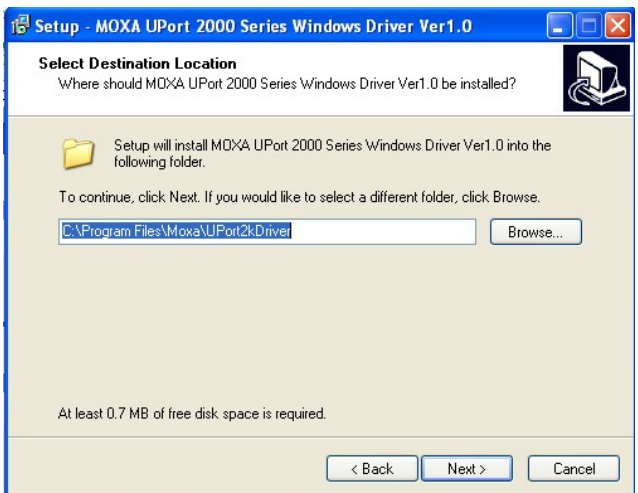 Setup - MOXA UPort 2000 Series Windows Driver Ver1.0
Select Destination Location
Where should MOXA UPort 2000 Series Windows Driver Ver1.0 be installed?
Setup will install MOXA UPort 2000 Series Windows Driver Ver1.0 into the
following folder.
To continue, click Next. If you would like to select a different folder, click Browse.
C:\Program Files\Moxa\UPort2kDriver
Browse...
At least 0.7 MB of free disk space is required.
< Back
Next >
Cancel